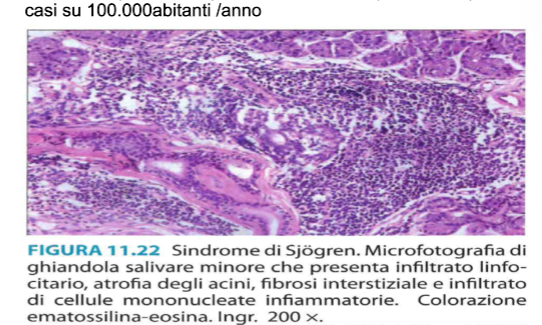 casi su 100.000abitanti /anno
FIGURA 11.22 Sindrome di Sjögren. Microfotografia di
ghiandola salivare minore che presenta infiltrato linfo-
citario, atrofia degli acini, fibrosi interstiziale e infiltrato
di cellule mononucleate infiammatorie. Colorazione
ematossilina-eosina. Ingr. 200 ×.